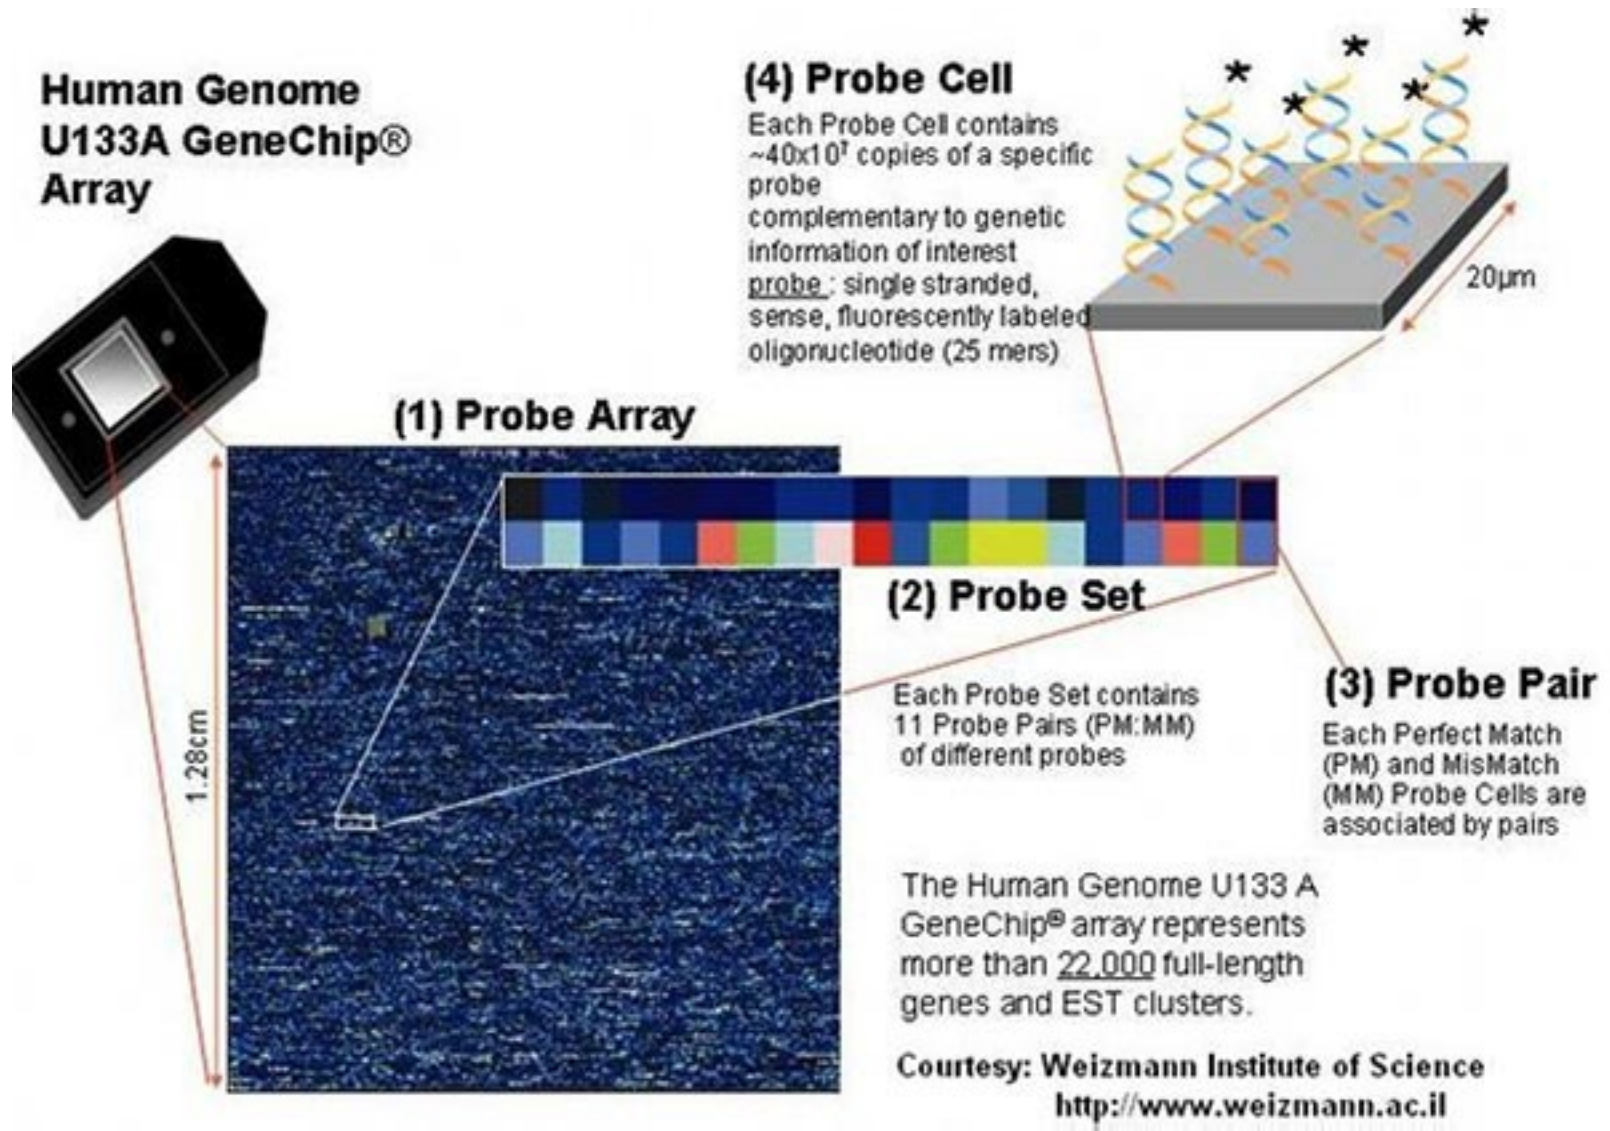 Human Genome
U133A GeneChip®
Array
(4) Probe Cell
Each Probe Cell contains
~40x10⁷ copies of a specific
probe
complementary to genetic
information of interest
probe : single stranded,
sense, fluorescently labeled
oligonucleotide (25 mers)
*
*
*
*
*
20µm
(1) Probe Array
1.28cm
(2) Probe Set
Each Probe Set contains
11 Probe Pairs (PM:MM)
of different probes
(3) Probe Pair
Each Perfect Match
(PM) and MisMatch
(MM) Probe Cells are
associated by pairs
The Human Genome U133 A
GeneChip® array represents
more than 22,000 full-length
genes and EST clusters.
Courtesy: Weizmann Institute of Science
http://www.weizmann.ac.il